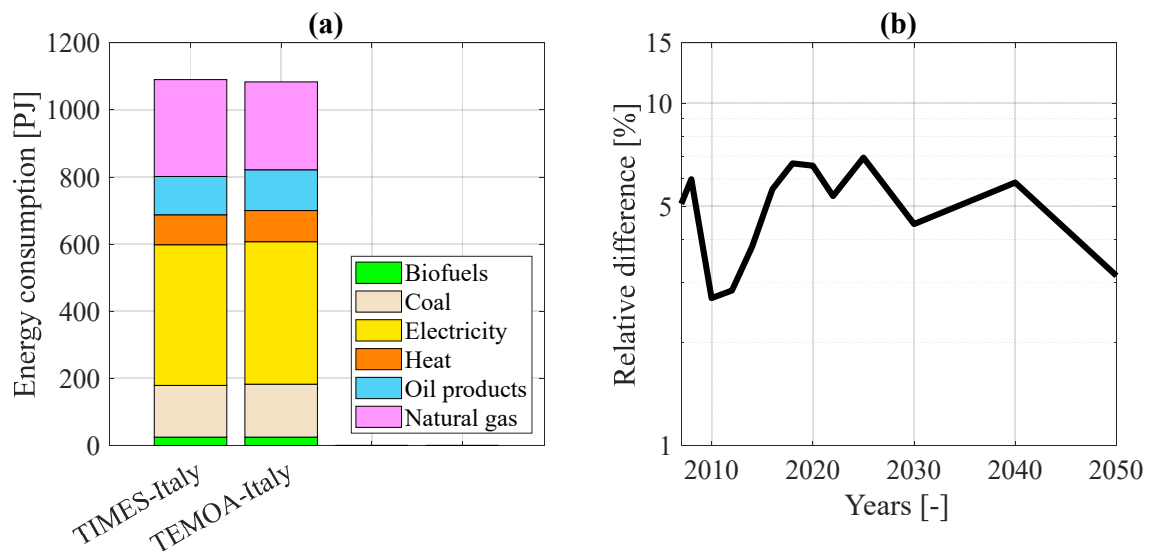 (a)
Energy consumption [PJ]
1200
1000
800
600
400
200
0
TIMES-Italy
TEMOA-Italy
Biofuels
Coal
Electricity
Heat
Oil products
Natural gas
(b)
Relative difference [%]
15
10
5
1
2010 2020 2030 2040 2050
Years [-]